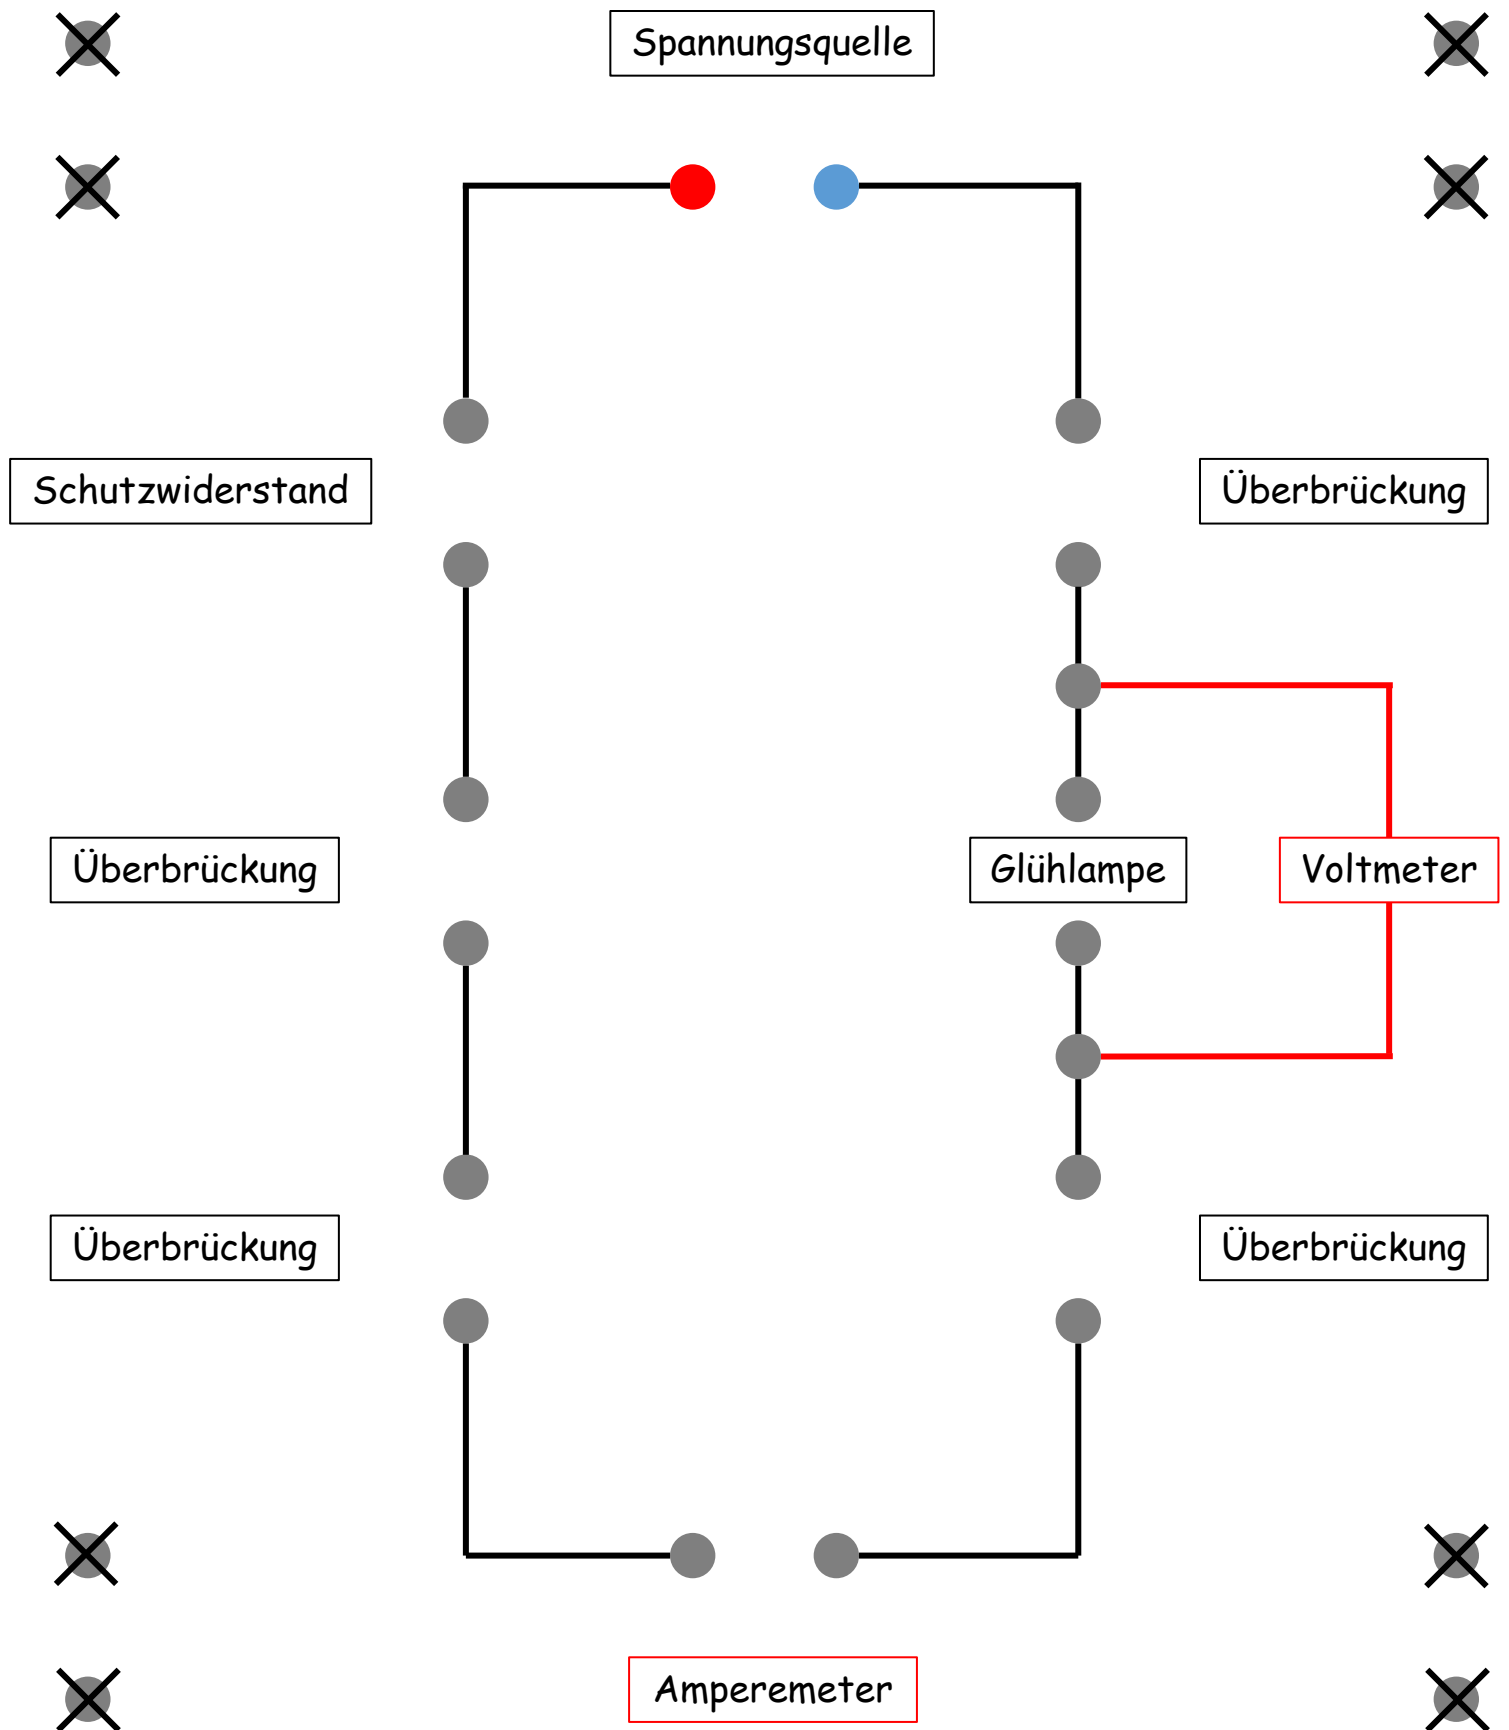 Spannungsquelle
Schutzwiderstand
Überbrückung
Überbrückung
Glühlampe
Voltmeter
Überbrückung
Überbrückung
Amperemeter